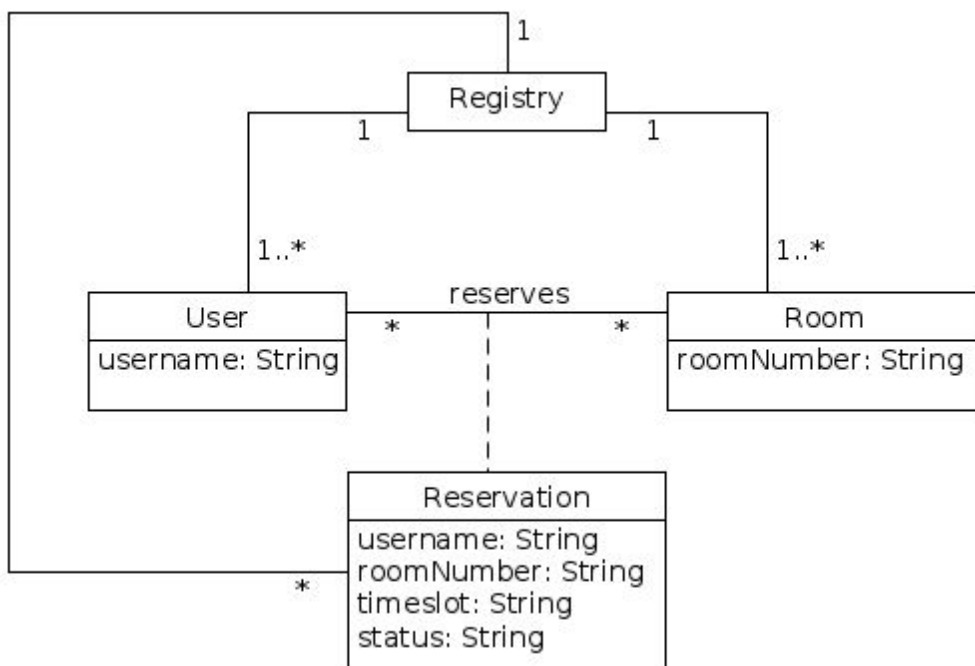 1
Registry
1
1
1..*
1..*
reserves
User
*
*
Room
username: String
roomNumber: String
Reservation
username: String
roomNumber: String
timeslot: String
status: String
*